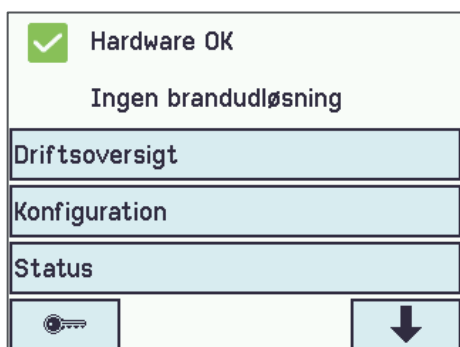 Hardware OK
Ingen brandudløsning
Driftsoversigt
Konfiguration
Status